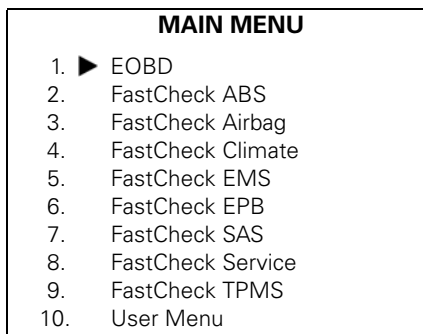 MAIN MENU
1. ▶ EOBD
2. FastCheck ABS
3. FastCheck Airbag
4. FastCheck Climate
5. FastCheck EMS
6. FastCheck EPB
7. FastCheck SAS
8. FastCheck Service
9. FastCheck TPMS
10. User Menu